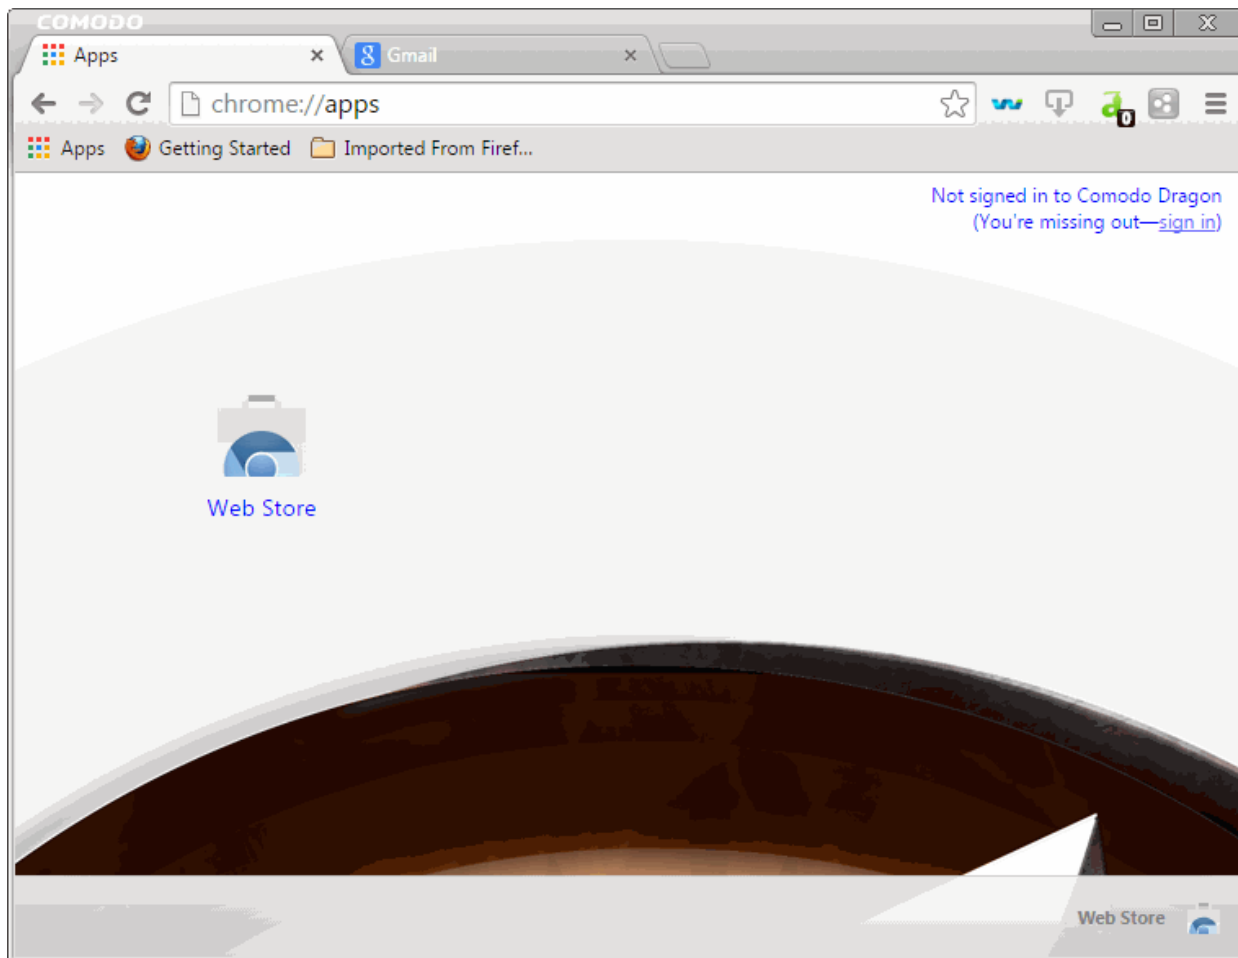 COMODO
Apps
Gmail
chrome://apps
0
Apps Getting Started Imported From Firef...
Not signed in to Comodo Dragon
(You're missing out—sign in)
Web Store
Web Store